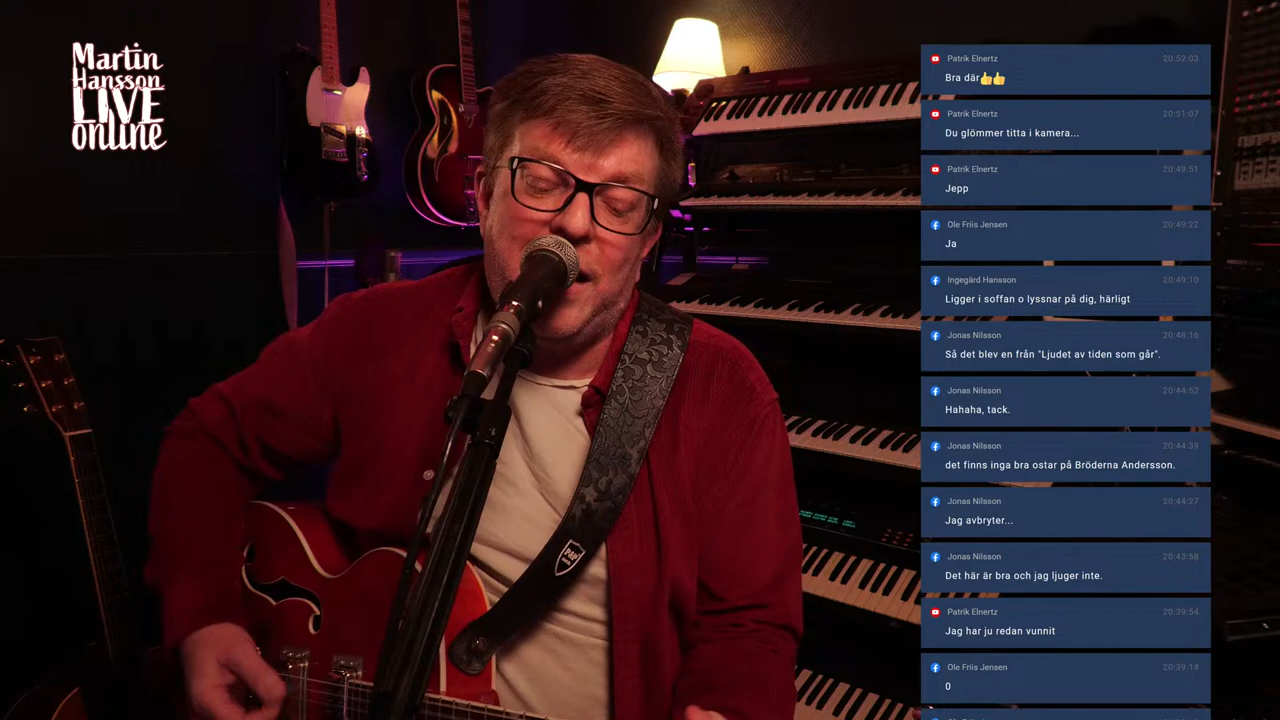 Martin
Hansson
LIVE
online
Patrik Elnertz 20:52:03
Bra där👍👍
Patrik Elnertz 20:51:07
Du glömmer titta i kamera...
Patrik Elnertz 20:49:51
Jepp
Ole Friis Jensen 20:49:22
Ja
Ingegärd Hansson 20:49:10
Ligger i soffan o lyssnar på dig, härligt
Jonas Nilsson 20:48:16
Så det blev en från "Ljudet av tiden som går".
Jonas Nilsson 20:44:52
Hahaha, tack.
Jonas Nilsson 20:44:39
det finns inga bra ostar på Bröderna Andersson.
Jonas Nilsson 20:44:27
Jag avbryter...
Jonas Nilsson 20:43:58
Det här är bra och jag ljuger inte.
Patrik Elnertz 20:39:54
Jag har ju redan vunnit
Ole Friis Jensen 20:39:14
0